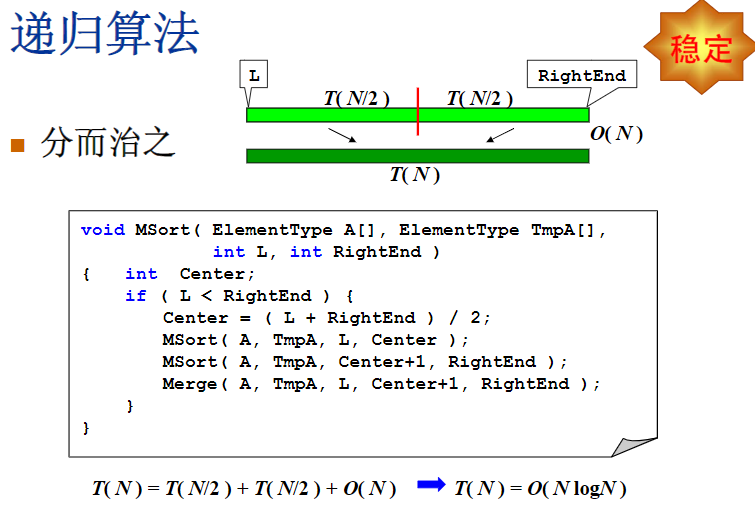 递归算法
稳定
L
RightEnd
T( N/2 ) T( N/2 )
分而治之
O( N )
T( N )
void MSort( ElementType A[], ElementType TmpA[],
int L, int RightEnd )
{ int Center;
if ( L < RightEnd ) {
Center = ( L + RightEnd ) / 2;
MSort( A, TmpA, L, Center );
MSort( A, TmpA, Center+1, RightEnd );
Merge( A, TmpA, L, Center+1, RightEnd );
}
}
T( N ) = T( N/2 ) + T( N/2 ) + O( N ) T( N ) = O( N logN )